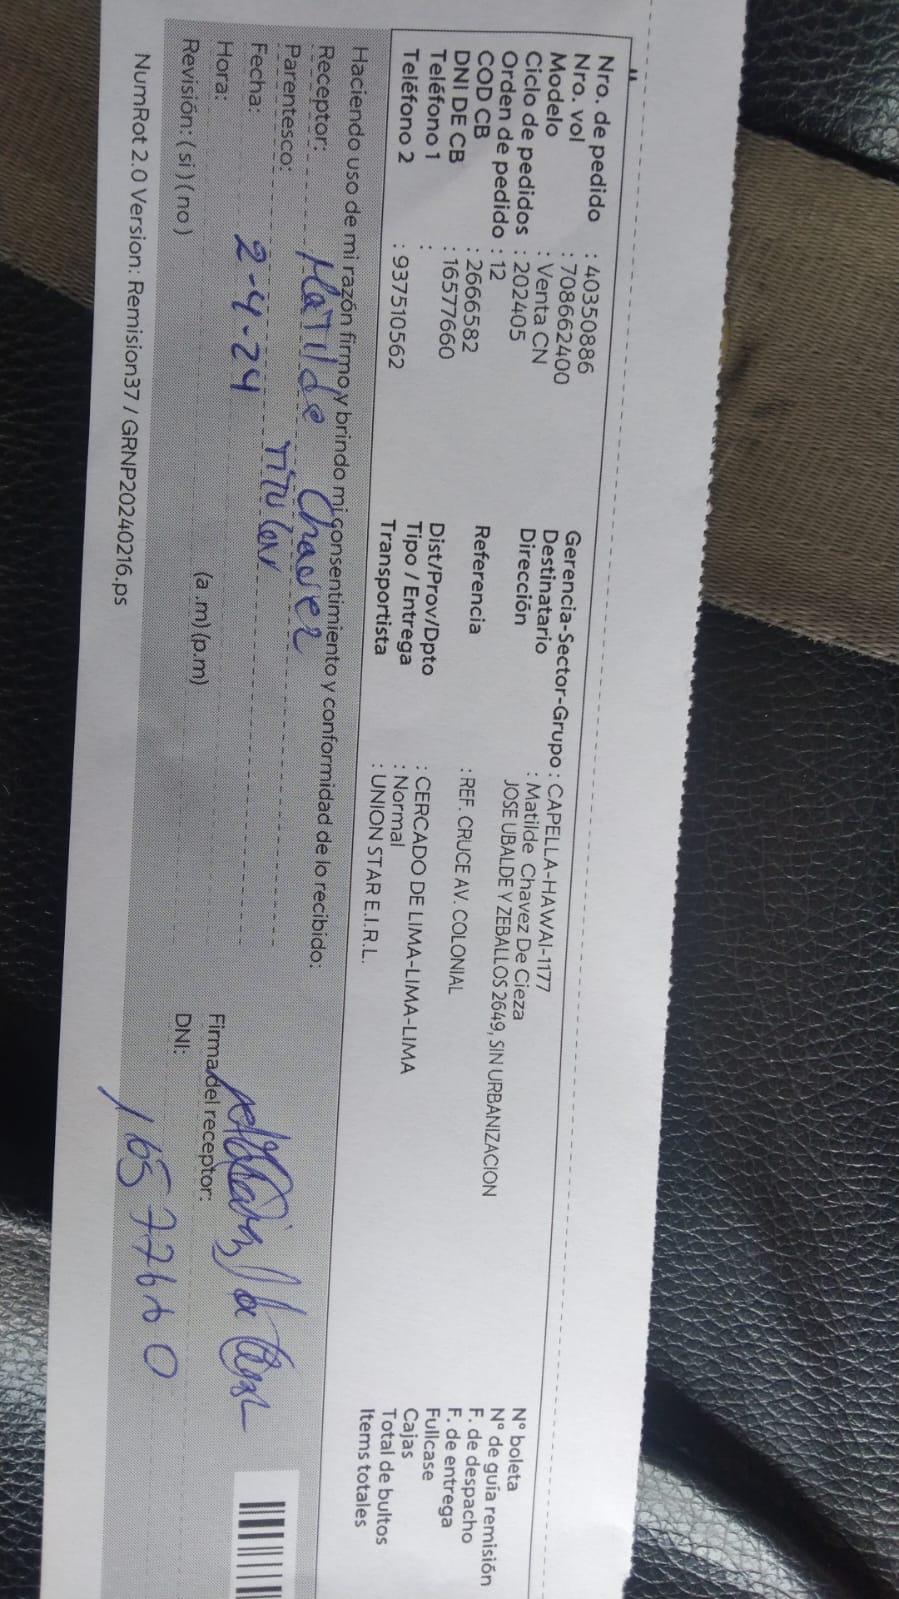 Nro. de pedido : 40350886
Nro. vol : 708662400
Modelo : Venta CN
Ciclo de pedidos : 202405
Orden de pedido : 12
COD CB : 2666582
DNI DE CB : 16577660
Teléfono 1 :
Teléfono 2 : 937510562
Gerencia-Sector-Grupo : CAPELLA-HAWAI-1177
Destinatario : Matilde Chavez De Cieza
Dirección JOSE UBALDE Y ZEBALLOS 2649, SIN URBANIZACION
Referencia : REF. CRUCE AV. COLONIAL
Dist/Prov/Dpto : CERCADO DE LIMA-LIMA-LIMA
Tipo / Entrega : Normal
Transportista : UNION STAR E.I.R.L.
N° boleta
N° de guía remisión
F. de despacho
F. de entrega
Fullcase
Cajas
Total de bultos
Items totales
Haciendo uso de mi razón firmo y brindo mi consentimiento y conformidad de lo recibido:
Receptor: Matilde Chavez
Parentesco: Titular
Fecha: 2-4-24
Hora: (a.m) (p.m)
Revisión: ( si ) ( no )
Firma del receptor:
DNI: 16577660
NumRot 2.0 Version: Remision37 / GRNP20240216.ps